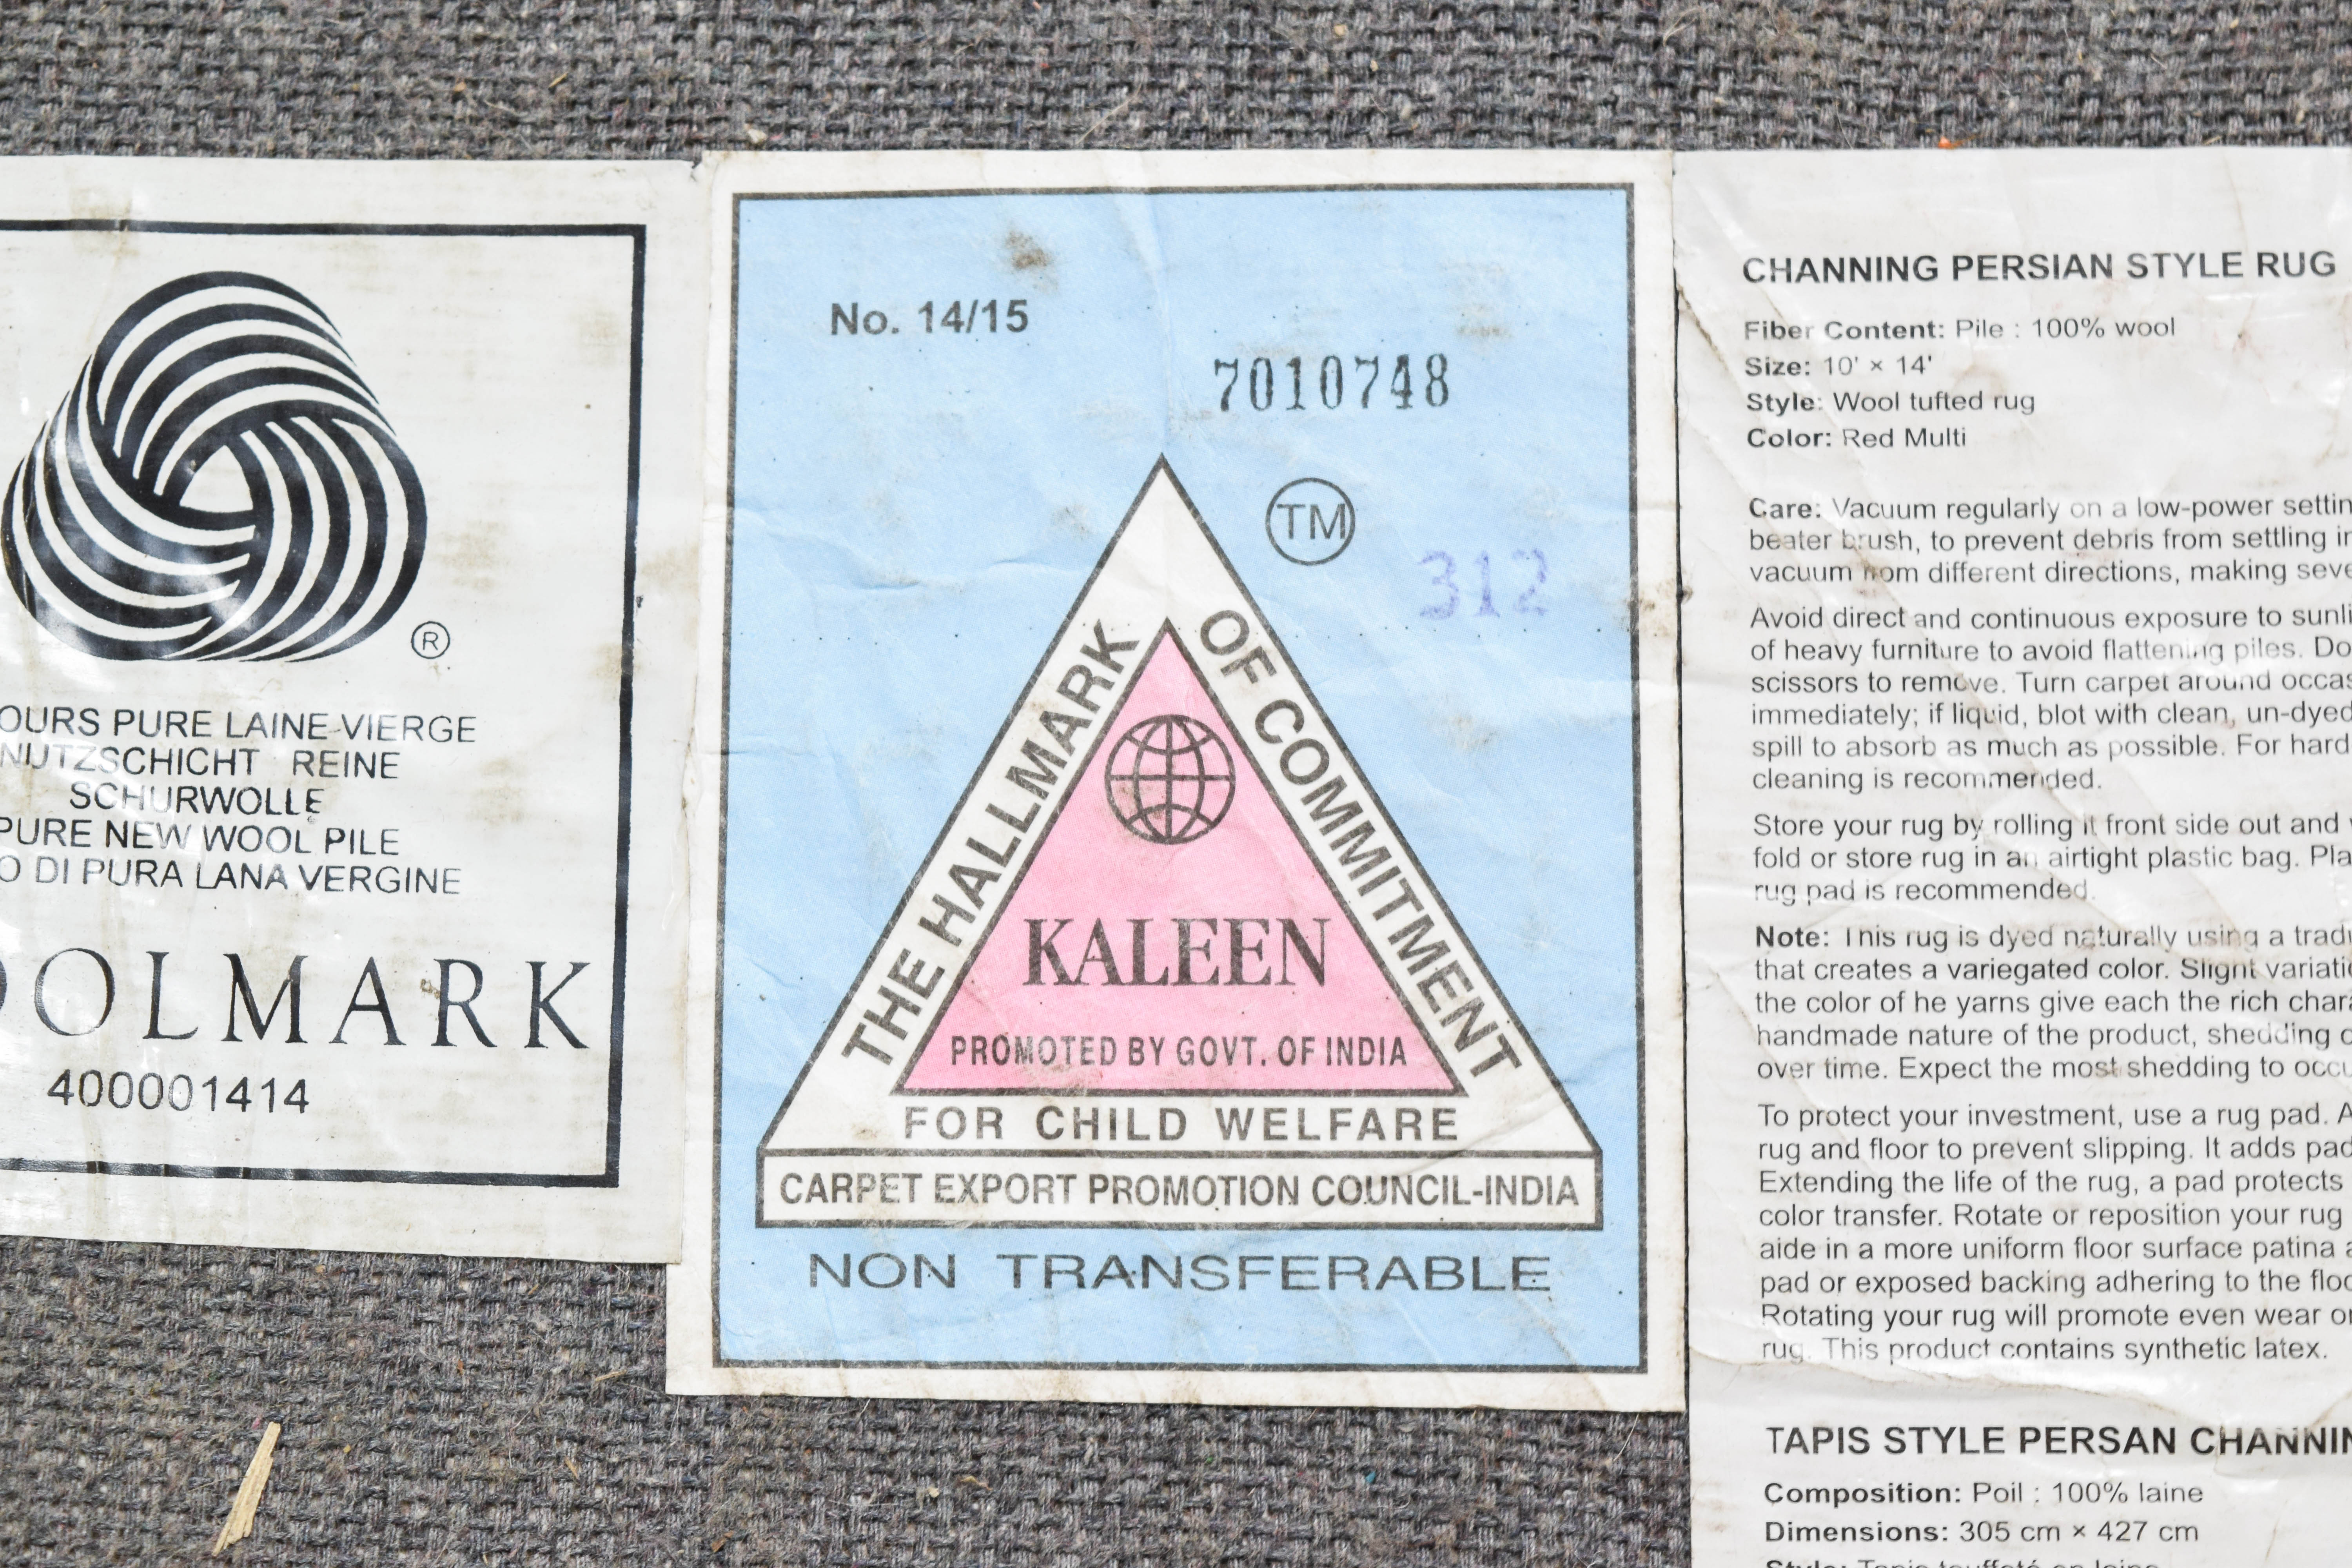 ®
OURS PURE LAINE-VIERGE
NUTZSCHICHT REINE
SCHURWOLLE
PURE NEW WOOL PILE
O DI PURA LANA VERGINE
OOLMARK
400001414
No. 14/15
7010748
TM
312
THE HALLMARK OF COMMITMENT
KALEEN
PROMOTED BY GOVT. OF INDIA
FOR CHILD WELFARE
CARPET EXPORT PROMOTION COUNCIL-INDIA
NON TRANSFERABLE
CHANNING PERSIAN STYLE RUG
Fiber Content: Pile : 100% wool
Size: 10' × 14'
Style: Wool tufted rug
Color: Red Multi
Care: Vacuum regularly on a low-power settin
beater brush, to prevent debris from settling in
vacuum from different directions, making seve
Avoid direct and continuous exposure to sunli
of heavy furniture to avoid flattening piles. Do
scissors to remove. Turn carpet around occas
immediately; if liquid, blot with clean, un-dyed
spill to absorb as much as possible. For hard
cleaning is recommended.
Store your rug by rolling it front side out and
fold or store rug in an airtight plastic bag. Pla
rug pad is recommended.
Note: This rug is dyed naturally using a tradi
that creates a variegated color. Slight variati
the color of he yarns give each the rich chara
handmade nature of the product, shedding
over time. Expect the most shedding to occu
To protect your investment, use a rug pad. A
rug and floor to prevent slipping. It adds pad
Extending the life of the rug, a pad protects
color transfer. Rotate or reposition your rug
aide in a more uniform floor surface patina
pad or exposed backing adhering to the floo
Rotating your rug will promote even wear
rug. This product contains synthetic latex.
TAPIS STYLE PERSAN CHANNIN
Composition: Poil : 100% laine
Dimensions: 305 cm × 427 cm